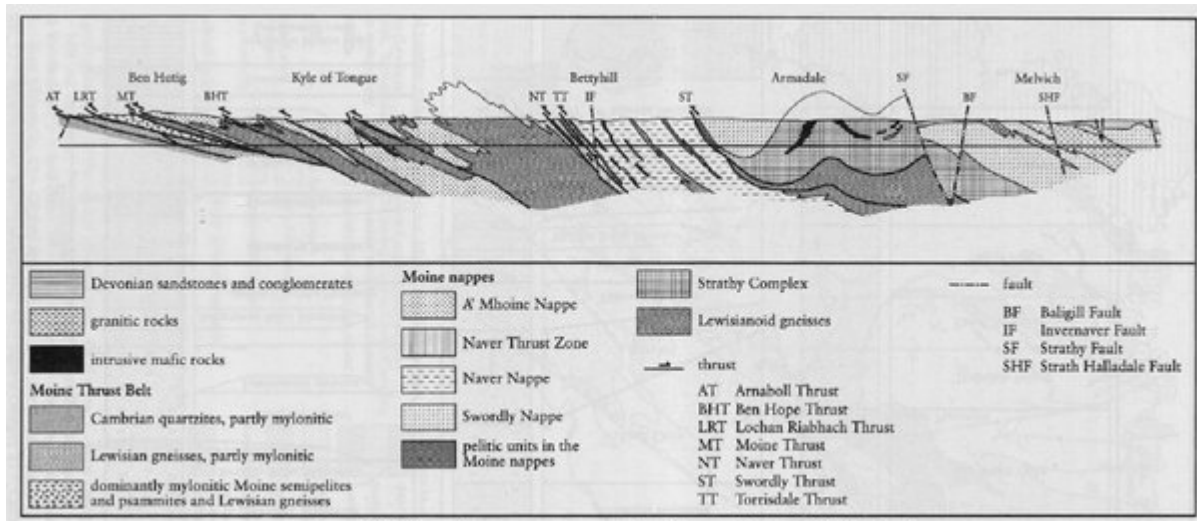 Ben Hutig
Kyle of Tongue
Bettyhill
Armadale
SF
Melvich
AT
LRT
MT
BHT
NT
TT
IF
ST
BF
SHF
Devonian sandstones and conglomerates
granitic rocks
intrusive mafic rocks
Moine Thrust Belt
Cambrian quartzites, partly mylonitic
Lewisian gneisses, partly mylonitic
dominantly mylonitic Moine semipelites
and psammites and Lewisian gneisses
Moine nappes
A' Mhoine Nappe
Naver Thrust Zone
Naver Nappe
Swordly Nappe
pelitic units in the
Moine nappes
Strathy Complex
Lewisianoid gneisses
thrust
AT Arnaboll Thrust
BHT Ben Hope Thrust
LRT Lochan Riabhach Thrust
MT Moine Thrust
NT Naver Thrust
ST Swordly Thrust
TT Torrisdale Thrust
fault
BF Baligill Fault
IF Invernaver Fault
SF Strathy Fault
SHF Strath Halladale Fault